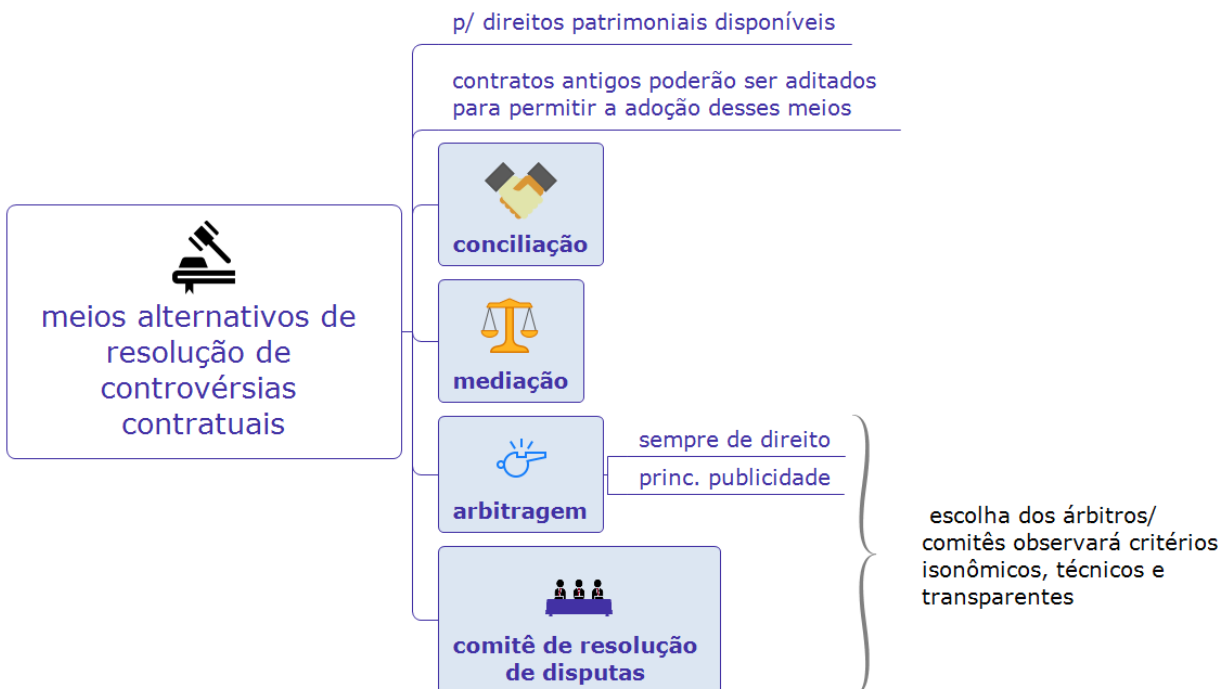 p/ direitos patrimoniais disponíveis
contratos antigos poderão ser aditados
para permitir a adoção desses meios
conciliação
meios alternativos de
resolução de
controvérsias
contratuais
mediação
arbitragem
sempre de direito
princ. publicidade
comitê de resolução
de disputas
escolha dos árbitros/
comitês observará critérios
isonômicos, técnicos e
transparentes